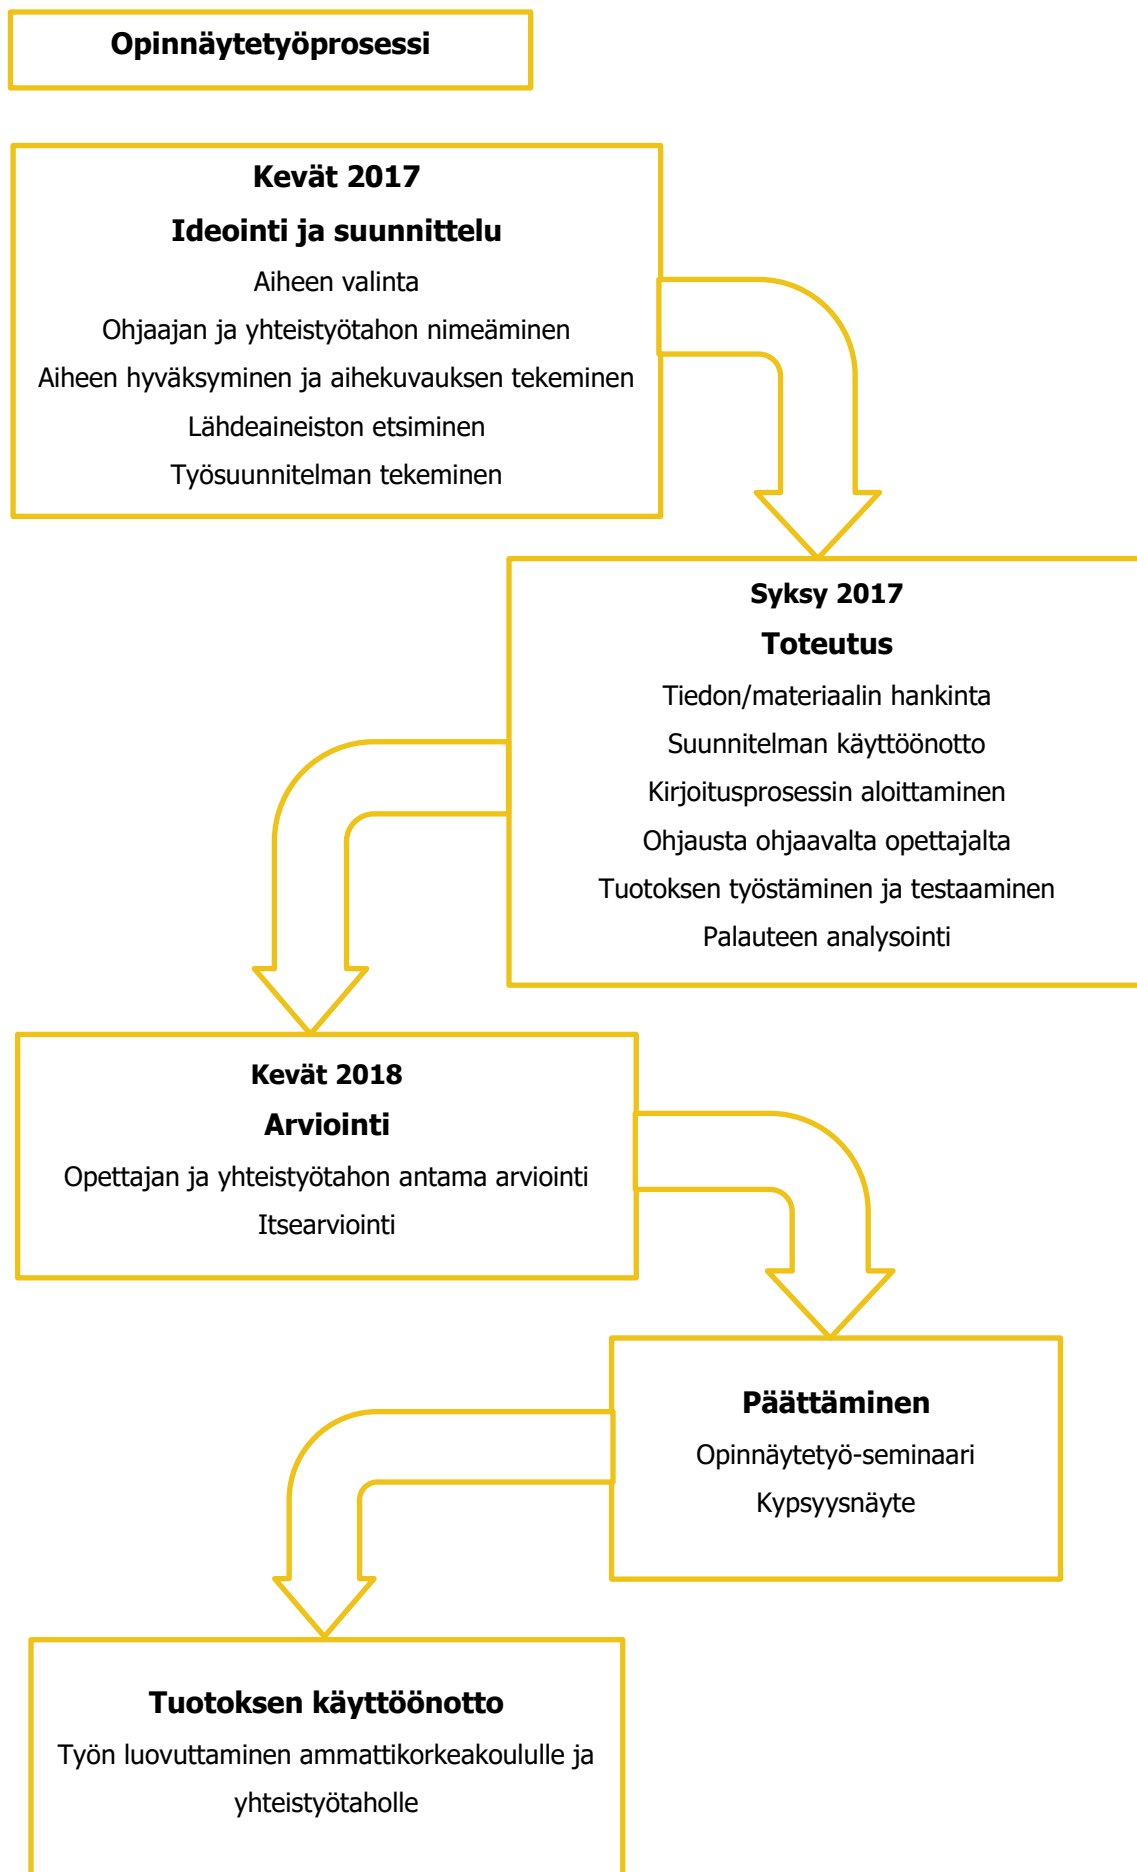 Opinnäytetyöprosessi
Kevät 2017
Ideointi ja suunnittelu
Aiheen valinta
Ohjaajan ja yhteistyötahon nimeäminen
Aiheen hyväksyminen ja aihekuvauksen tekeminen
Lähdeaineiston etsiminen
Työsuunnitelman tekeminen
Syksy 2017
Toteutus
Tiedon/materiaalin hankinta
Suunnitelman käyttöönotto
Kirjoitusprosessin aloittaminen
Ohjausta ohjaavalta opettajalta
Tuotoksen työstäminen ja testaaminen
Palauteen analysointi
Kevät 2018
Arviointi
Opettajan ja yhteistyötahon antama arviointi
Itsearviointi
Päättäminen
Opinnäytetyö-seminaari
Kypsyysnäyte
Tuotoksen käyttöönotto
Työn luovuttaminen ammattikorkeakoululle ja
yhteistyötaholle